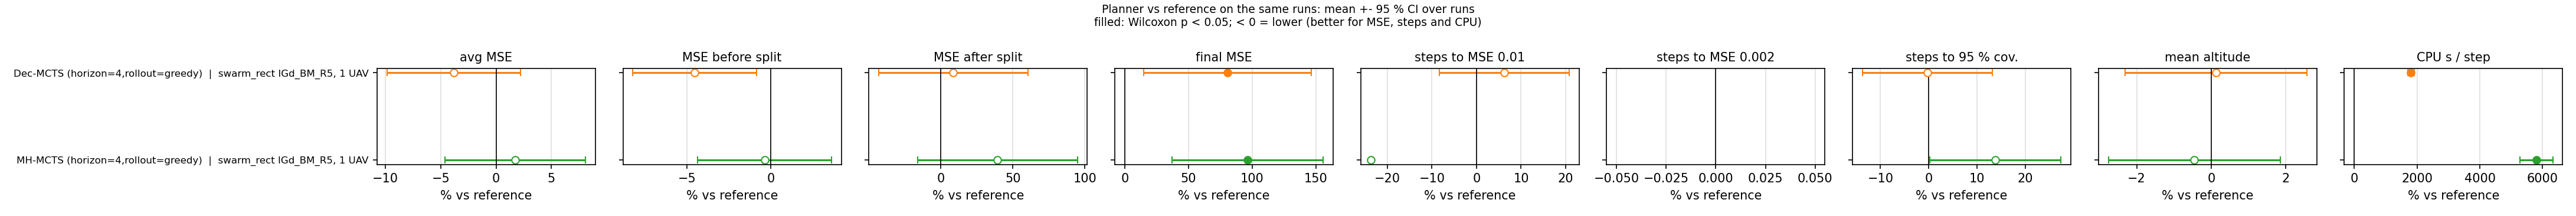 Planner vs reference on the same runs: mean +- 95 % CI over runs
filled: Wilcoxon p < 0.05; < 0 = lower (better for MSE, steps and CPU)
avg MSE
MSE before split
MSE after split
final MSE
steps to MSE 0.01
steps to MSE 0.002
steps to 95 % cov.
mean altitude
CPU s / step
Dec-MCTS (horizon=4,rollout=greedy) | swarm_rect IGd_BM_R5, 1 UAV
MH-MCTS (horizon=4,rollout=greedy) | swarm_rect IGd_BM_R5, 1 UAV
−10 −5 0 5
−5 0
0 50 100
0 50 100 150
−20 −10 0 10 20
−0.050 −0.025 0.000 0.025 0.050
−10 0 10 20
−2 0 2
0 2000 4000 6000
% vs reference
% vs reference
% vs reference
% vs reference
% vs reference
% vs reference
% vs reference
% vs reference
% vs reference